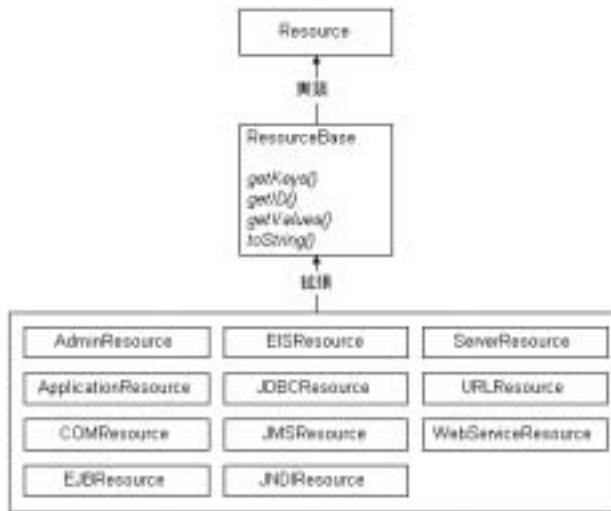 Resource
実装
ResourceBase
getKeys()
getID()
getValues()
toString()
拡張
AdminResource
EISResource
ServerResource
ApplicationResource
JDBCResource
URLResource
COMResource
JMSResource
WebServiceResource
EJBResource
JNDIResource